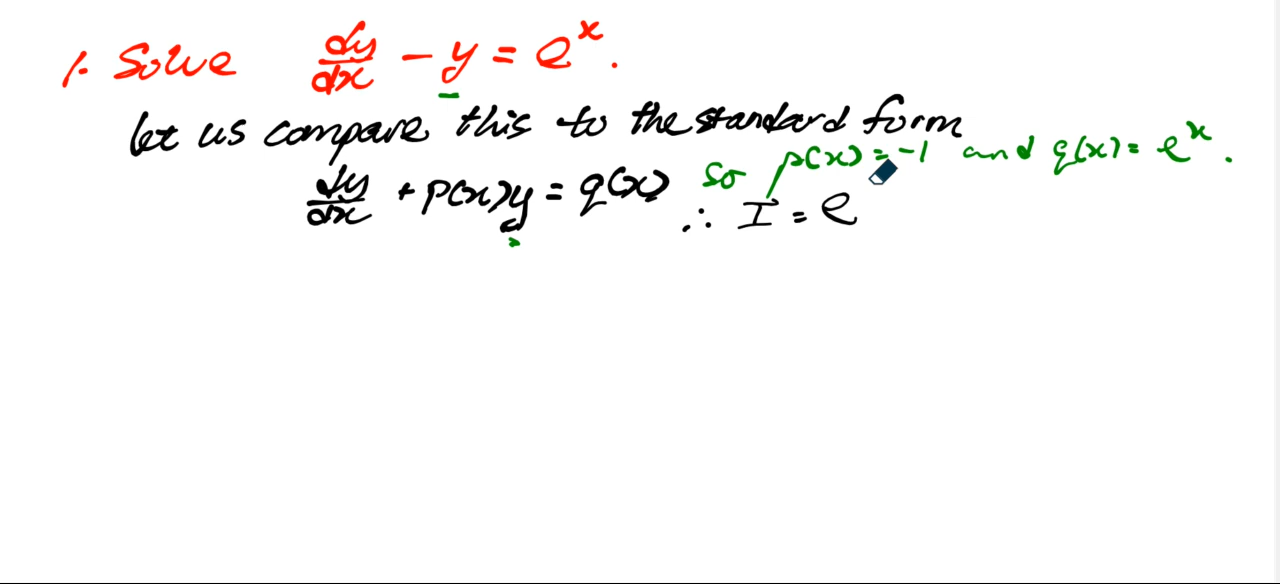 1. Solve dy/dx - y = e^x.
let us compare this to the standard form
dy/dx + p(x)y = q(x) so p(x) = -1 and q(x) = e^x.
∴ I = e